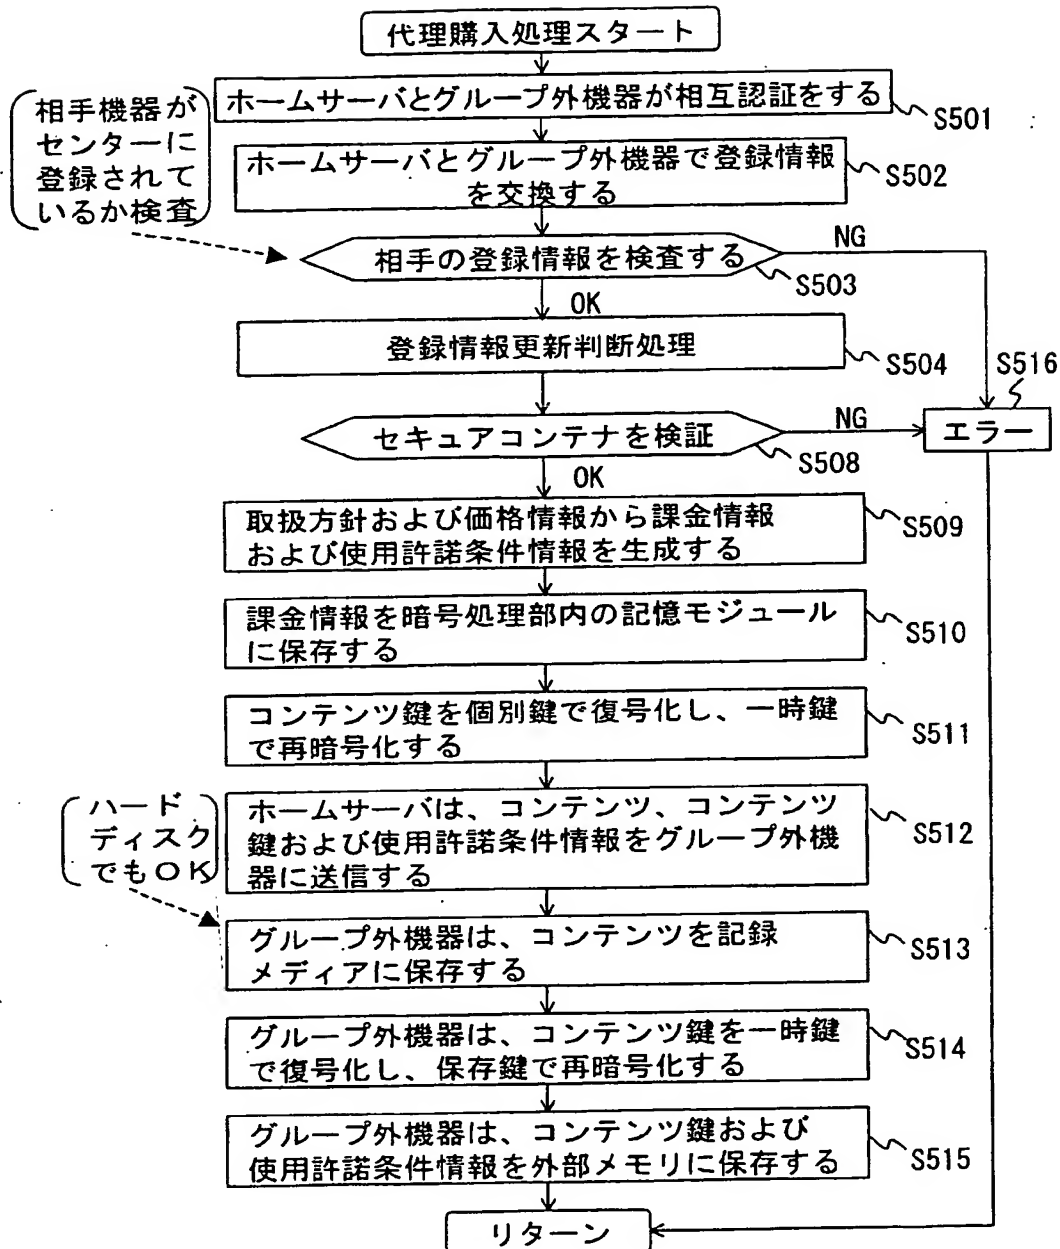 代理購入処理スタート
相手機器が
センターに
登録されて
いるか検査
ホームサーバとグループ外機器が相互認証をする
S501
ホームサーバとグループ外機器で登録情報
を交換する
S502
相手の登録情報を検査する
NG
S503
OK
登録情報更新判断処理
S504
S516
セキュアコンテナを検証
NG
エラー
S508
OK
取扱方針および価格情報から課金情報
および使用許諾条件情報を生成する
S509
課金情報を暗号処理部内の記憶モジュール
に保存する
S510
コンテンツ鍵を個別鍵で復号化し、一時鍵
で再暗号化する
S511
ハード
ディスク
でもOK
ホームサーバは、コンテンツ、コンテンツ
鍵および使用許諾条件情報をグループ外機
器に送信する
S512
グループ外機器は、コンテンツを記録
メディアに保存する
S513
グループ外機器は、コンテンツ鍵を一時鍵
で復号化し、保存鍵で再暗号化する
S514
グループ外機器は、コンテンツ鍵および
使用許諾条件情報を外部メモリに保存する
S515
リターン